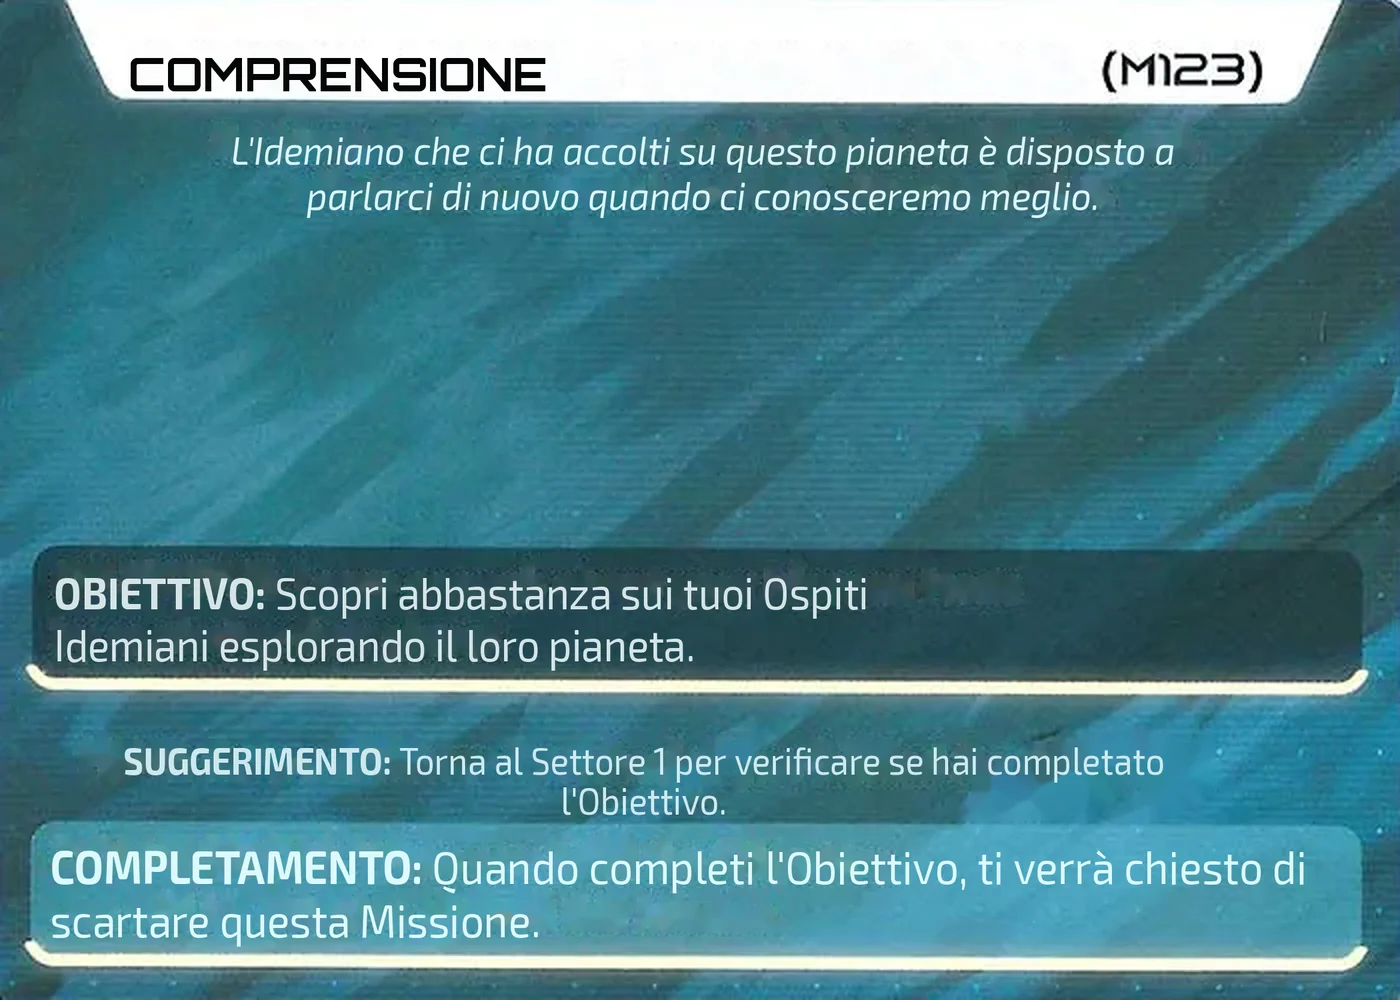 COMPRENSIONE (M123)
L'Idemiano che ci ha accolti su questo pianeta è disposto a
parlarci di nuovo quando ci conosceremo meglio.
OBIETTIVO: Scopri abbastanza sui tuoi Ospiti
Idemiani esplorando il loro pianeta.
SUGGERIMENTO: Torna al Settore 1 per verificare se hai completato
l'Obiettivo.
COMPLETAMENTO: Quando completi l'Obiettivo, ti verrà chiesto di
scartare questa Missione.